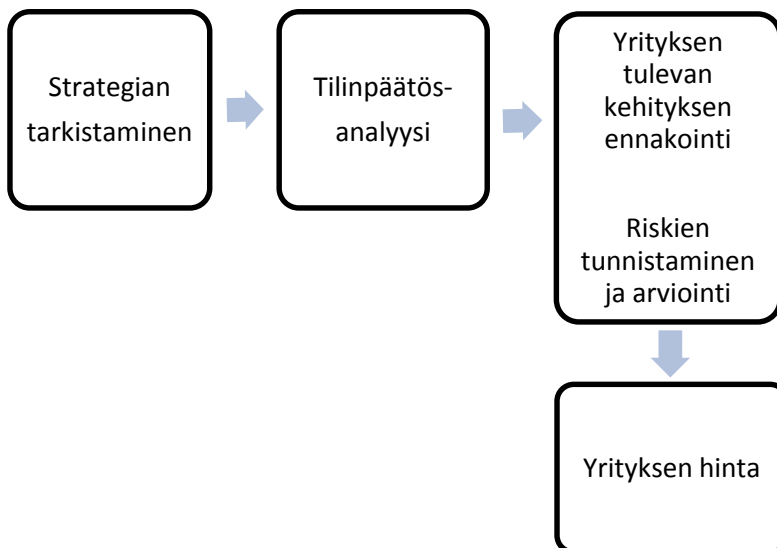 Strategian
tarkistaminen
Tilinpäätös-
analyysi
Yrityksen
tulevan
kehityksen
ennakointi
Riskien
tunnistaminen
ja arviointi
Yrityksen hinta